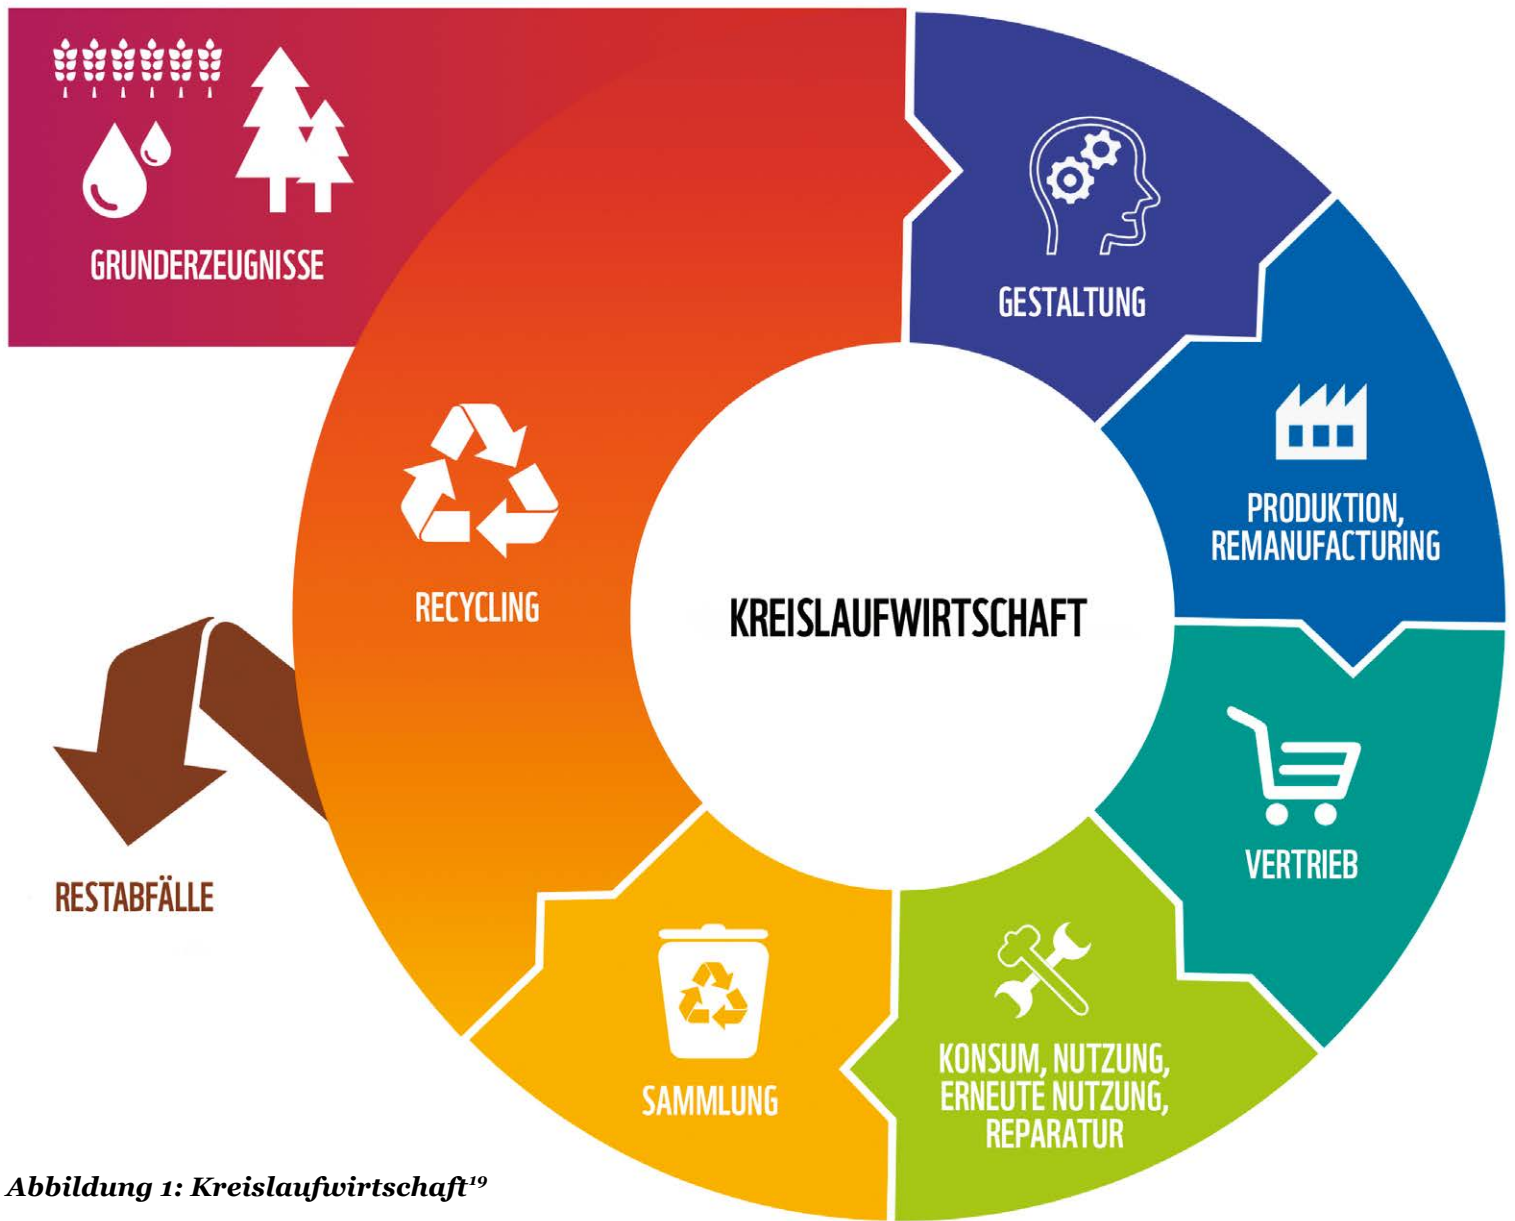 GRUNDERZEUGNISSE
GESTALTUNG
PRODUKTION,
REMANUFACTURING
RECYCLING
KREISLAUFWIRTSCHAFT
VERTRIEB
RESTABFÄLLE
KONSUM, NUTZUNG,
ERNEUTE NUTZUNG,
REPARATUR
SAMMLUNG
Abbildung 1: Kreislaufwirtschaft¹⁹